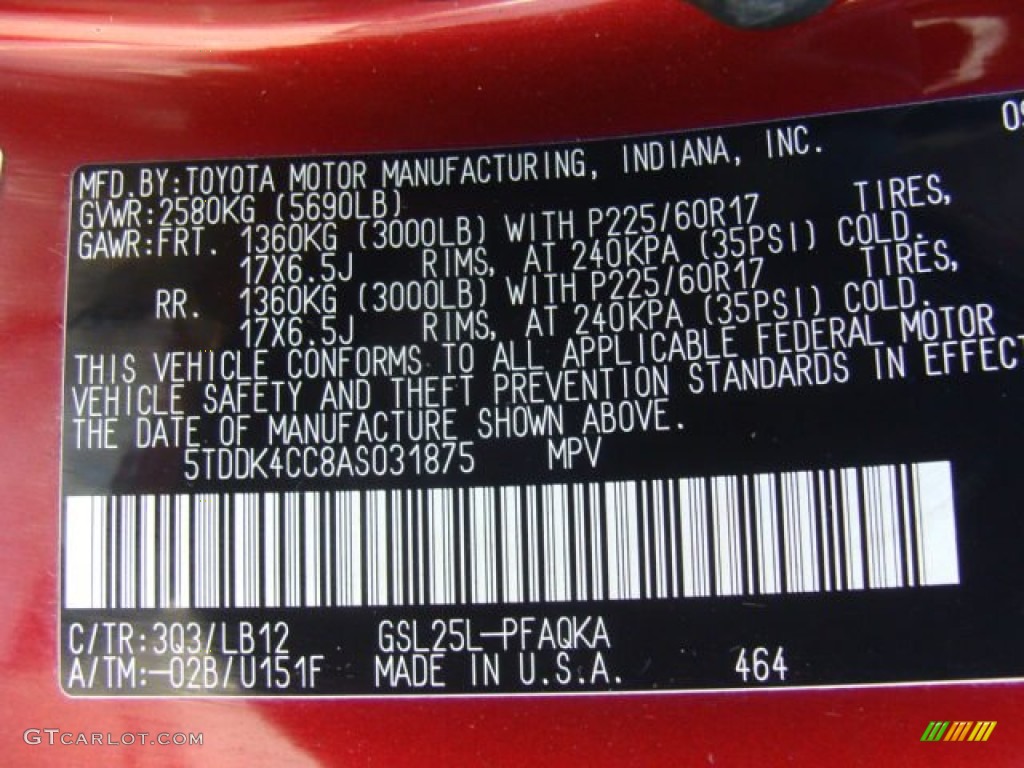 09
MFD.BY:TOYOTA MOTOR MANUFACTURING, INDIANA, INC.
GVWR:2580KG (5690LB)
GAWR:FRT. 1360KG (3000LB) WITH P225/60R17 TIRES,
17X6.5J RIMS, AT 240KPA (35PSI) COLD.
RR. 1360KG (3000LB) WITH P225/60R17 TIRES,
17X6.5J RIMS, AT 240KPA (35PSI) COLD.
THIS VEHICLE CONFORMS TO ALL APPLICABLE FEDERAL MOTOR
VEHICLE SAFETY AND THEFT PREVENTION STANDARDS IN EFFECT
THE DATE OF MANUFACTURE SHOWN ABOVE.
5TDDK4CC8AS031875 MPV
C/TR:3Q3/LB12 GSL25L-PFAQKA
A/TM:-02B/U151F MADE IN U.S.A. 464
GTCARLOT.COM